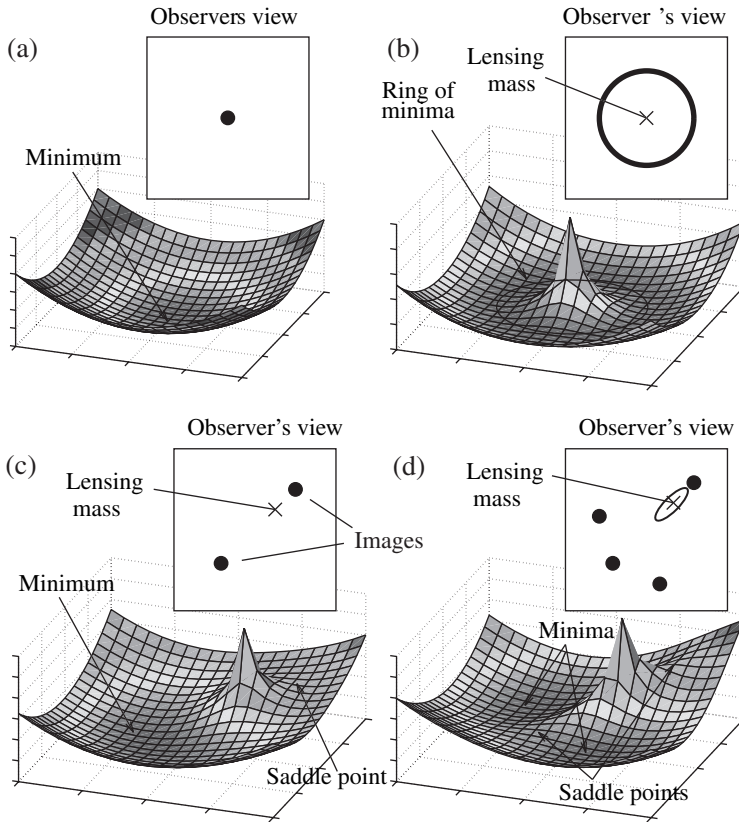 Observers view
(a)
Minimum
Observer 's view
(b)
Lensing
mass
Ring of
minima
Observer's view
(c)
Lensing
mass
Images
Minimum
Saddle point
Observer's view
(d)
Lensing
mass
Minima
Saddle points